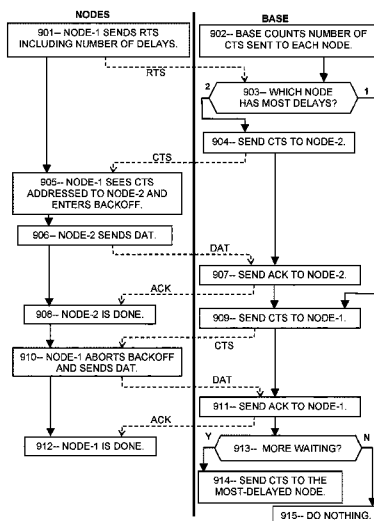 NODES
BASE
901-- NODE-1 SENDS RTS
INCLUDING NUMBER OF DELAYS.
902-- BASE COUNTS NUMBER OF
CTS SENT TO EACH NODE.
RTS
2
903-- WHICH NODE
HAS MOST DELAYS?
1
904-- SEND CTS TO NODE-2.
CTS
905-- NODE-1 SEES CTS
ADDRESSED TO NODE-2 AND
ENTERS BACKOFF.
906-- NODE-2 SENDS DAT.
DAT
907-- SEND ACK TO NODE-2.
ACK
908-- NODE-2 IS DONE.
909-- SEND CTS TO NODE-1.
CTS
910-- NODE-1 ABORTS BACKOFF
AND SENDS DAT.
DAT
911-- SEND ACK TO NODE-1.
ACK
912-- NODE-1 IS DONE.
Y
913-- MORE WAITING?
N
914-- SEND CTS TO THE
MOST-DELAYED NODE.
915-- DO NOTHING.